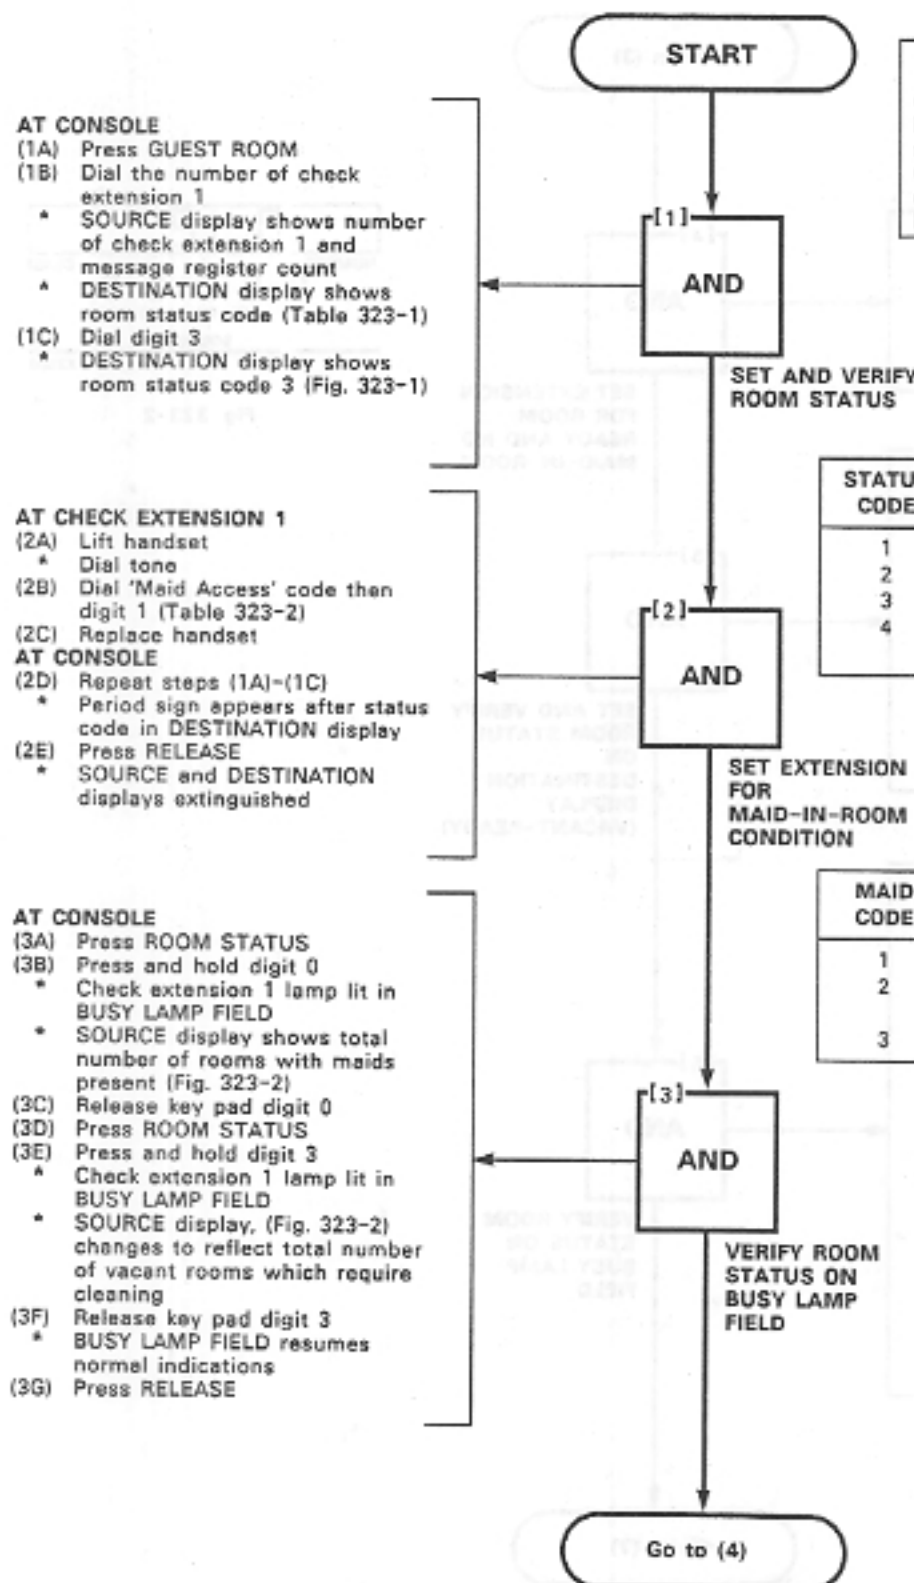 START
AT CONSOLE
(1A) Press GUEST ROOM
(1B) Dial the number of check
extension 1
* SOURCE display shows number
of check extension 1 and
message register count
* DESTINATION display shows
room status code (Table 323-1)
(1C) Dial digit 3
* DESTINATION display shows
room status code 3 (Fig. 323-1)
[1]
AND
SET AND VERIFY
ROOM STATUS
AT CHECK EXTENSION 1
(2A) Lift handset
* Dial tone
(2B) Dial 'Maid Access' code then
digit 1 (Table 323-2)
(2C) Replace handset
AT CONSOLE
(2D) Repeat steps (1A)-(1C)
* Period sign appears after status
code in DESTINATION display
(2E) Press RELEASE
* SOURCE and DESTINATION
displays extinguished
STATU
CODE
1
2
3
4
[2]
AND
SET EXTENSION
FOR
MAID-IN-ROOM
CONDITION
MAID
CODE
1
2
3
AT CONSOLE
(3A) Press ROOM STATUS
(3B) Press and hold digit 0
* Check extension 1 lamp lit in
BUSY LAMP FIELD
* SOURCE display shows total
number of rooms with maids
present (Fig. 323-2)
(3C) Release key pad digit 0
(3D) Press ROOM STATUS
(3E) Press and hold digit 3
* Check extension 1 lamp lit in
BUSY LAMP FIELD
* SOURCE display, (Fig. 323-2)
changes to reflect total number
of vacant rooms which require
cleaning
(3F) Release key pad digit 3
* BUSY LAMP FIELD resumes
normal indications
(3G) Press RELEASE
[3]
AND
VERIFY ROOM
STATUS ON
BUSY LAMP
FIELD
Go to (4)